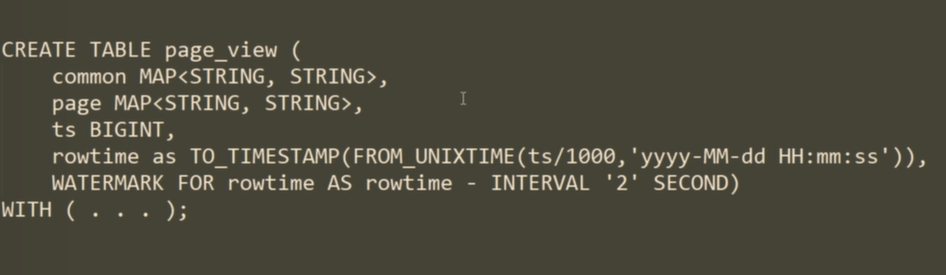 CREATE TABLE page_view (
    common MAP<STRING, STRING>,
    page MAP<STRING, STRING>,
    ts BIGINT,
    rowtime as TO_TIMESTAMP(FROM_UNIXTIME(ts/1000,'yyyy-MM-dd HH:mm:ss')),
    WATERMARK FOR rowtime AS rowtime - INTERVAL '2' SECOND)
WITH ( . . . );